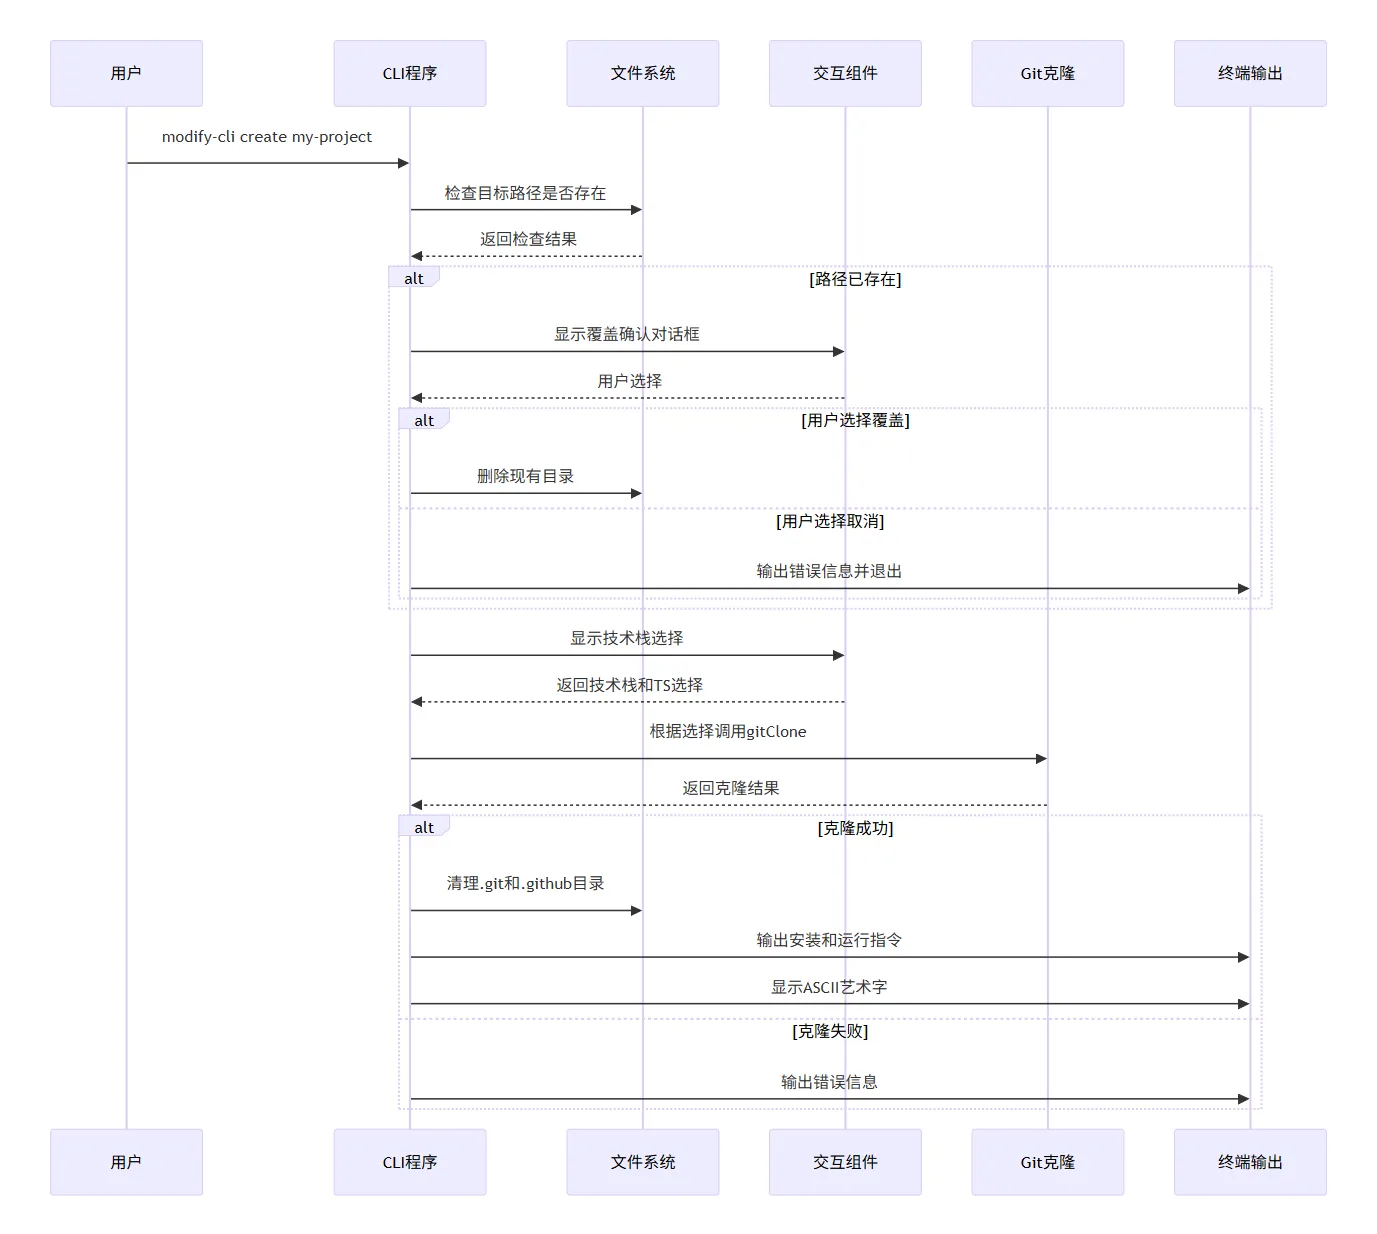 用户
CLI程序
文件系统
交互组件
Git克隆
终端输出
modify-cli create my-project
检查目标路径是否存在
返回检查结果
alt
[路径已存在]
显示覆盖确认对话框
用户选择
alt
[用户选择覆盖]
删除现有目录
[用户选择取消]
输出错误信息并退出
显示技术栈选择
返回技术栈和TS选择
根据选择调用gitClone
返回克隆结果
alt
[克隆成功]
清理.git和.github目录
输出安装和运行指令
显示ASCII艺术字
[克隆失败]
输出错误信息
用户
CLI程序
文件系统
交互组件
Git克隆
终端输出